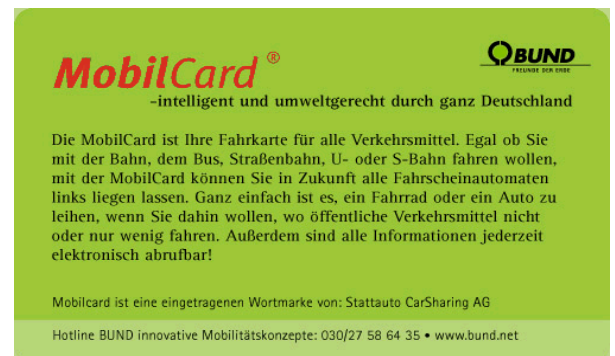 MobilCard ®
BUND
FREUNDE DER ERDE
–intelligent und umweltgerecht durch ganz Deutschland
Die MobilCard ist Ihre Fahrkarte für alle Verkehrsmittel. Egal ob Sie
mit der Bahn, dem Bus, Straßenbahn, U- oder S-Bahn fahren wollen,
mit der MobilCard können Sie in Zukunft alle Fahrscheinautomaten
links liegen lassen. Ganz einfach ist es, ein Fahrrad oder ein Auto zu
leihen, wenn Sie dahin wollen, wo öffentliche Verkehrsmittel nicht
oder nur wenig fahren. Außerdem sind alle Informationen jederzeit
elektronisch abrufbar!
Mobilcard ist eine eingetragenen Wortmarke von: Stattauto CarSharing AG
Hotline BUND innovative Mobilitätskonzepte: 030/27 58 64 35 • www.bund.net